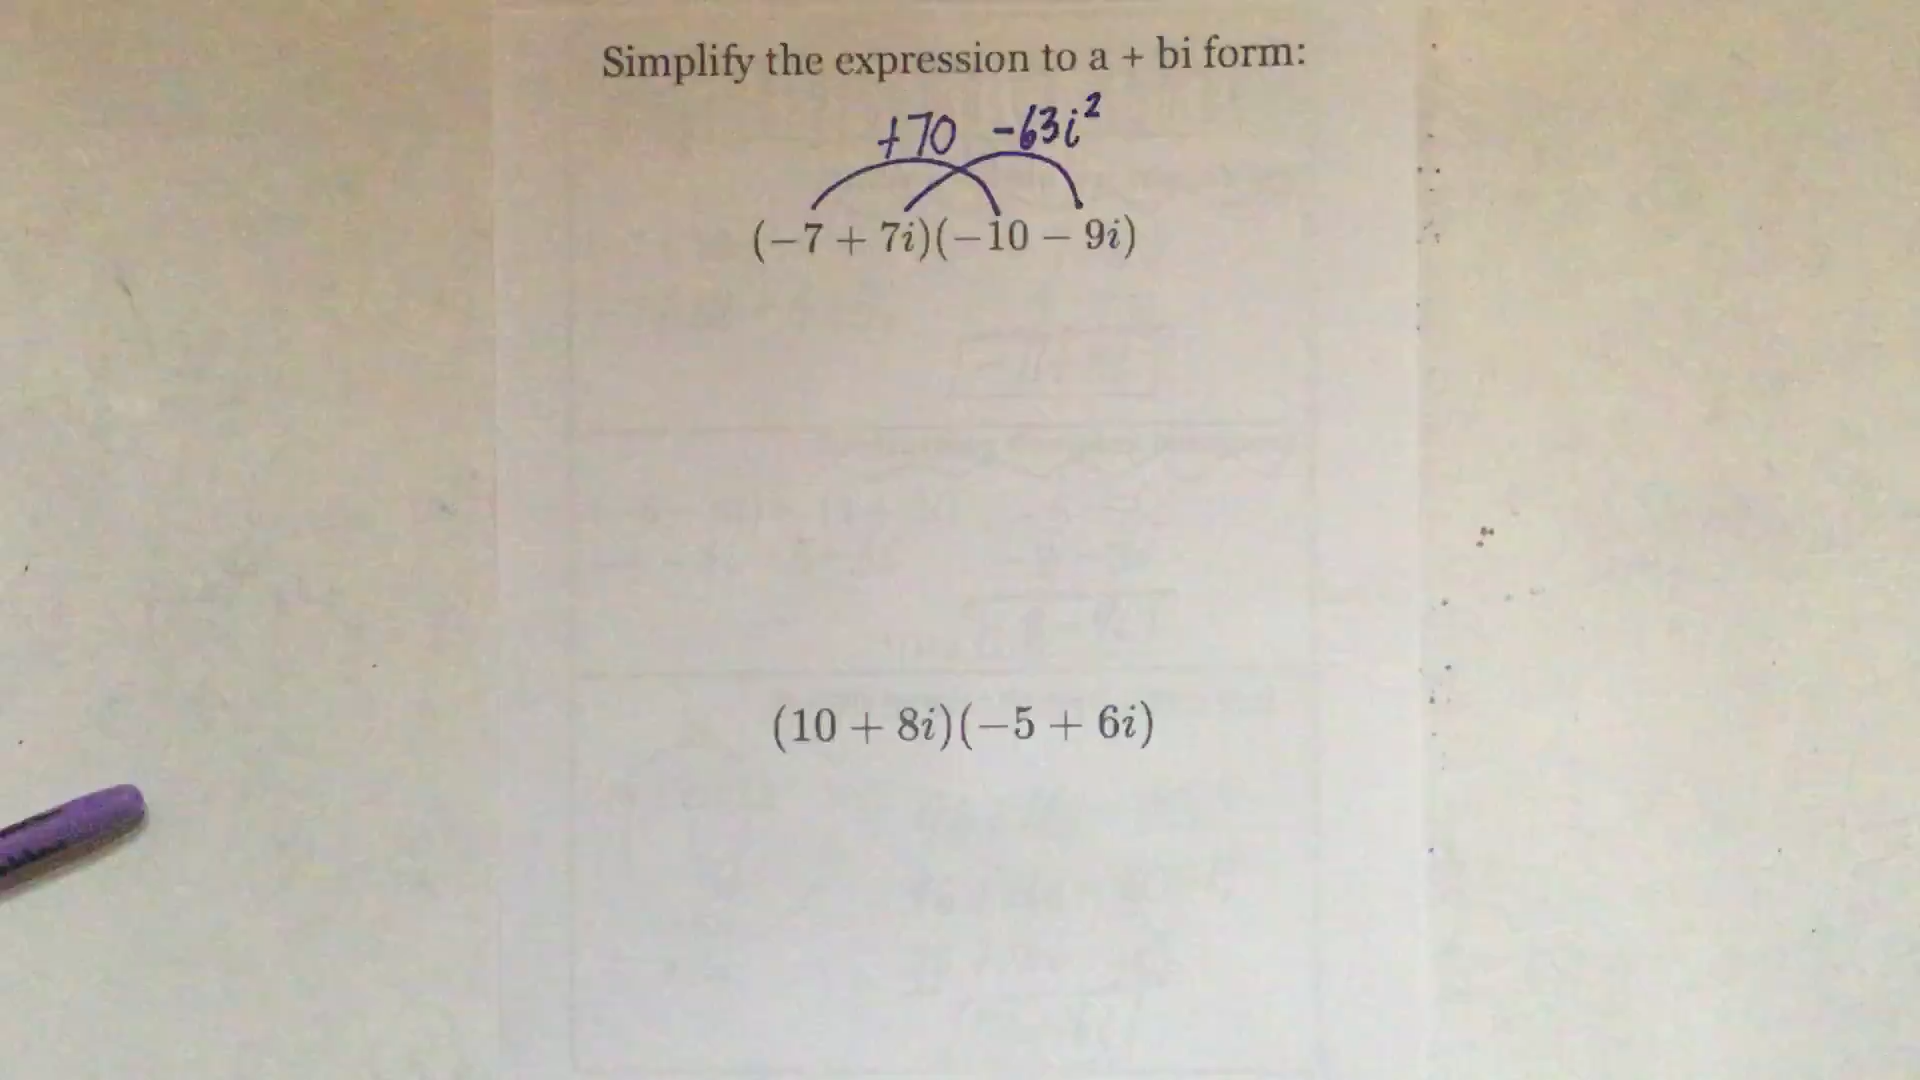 Simplify the expression to a + bi form:
+70 -63i²
(−7 + 7i)(−10 − 9i)
(10 + 8i)(−5 + 6i)